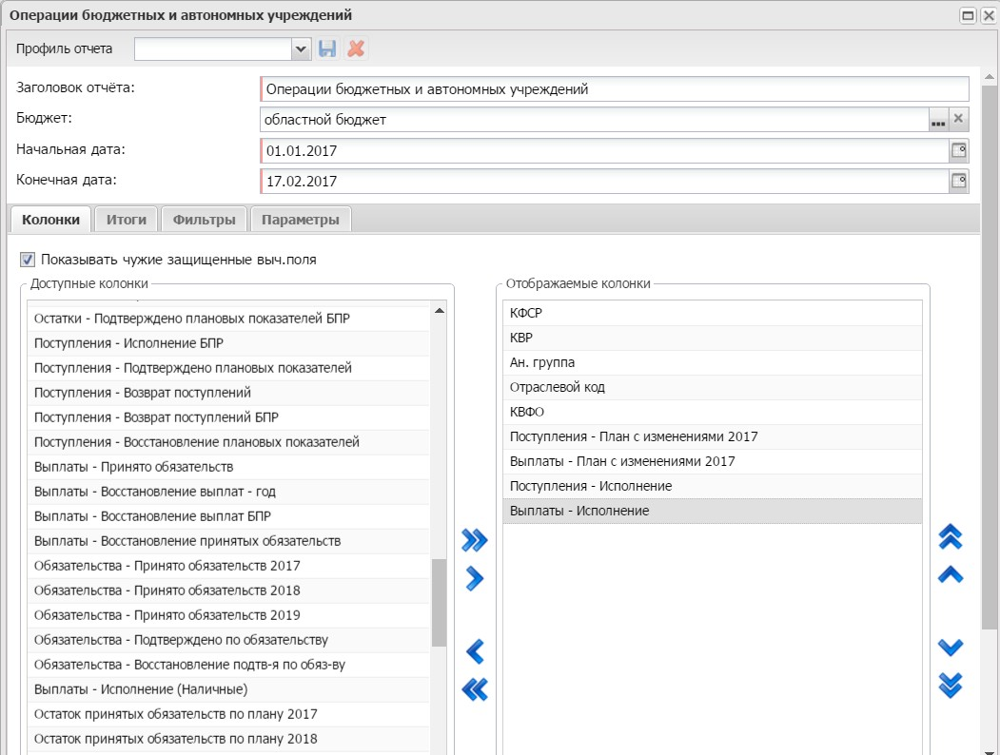 Операции бюджетных и автономных учреждений
Профиль отчета
Заголовок отчёта: Операции бюджетных и автономных учреждений
Бюджет: областной бюджет ...
Начальная дата: 01.01.2017
Конечная дата: 17.02.2017
Колонки Итоги Фильтры Параметры
Показывать чужие защищенные выч.поля
Доступные колонки
Остатки - Подтверждено плановых показателей БПР
Поступления - Исполнение БПР
Поступления - Подтверждено плановых показателей
Поступления - Возврат поступлений
Поступления - Возврат поступлений БПР
Поступления - Восстановление плановых показателей
Выплаты - Принято обязательств
Выплаты - Восстановление выплат - год
Выплаты - Восстановление выплат БПР
Выплаты - Восстановление принятых обязательств
Обязательства - Принято обязательств 2017
Обязательства - Принято обязательств 2018
Обязательства - Принято обязательств 2019
Обязательства - Подтверждено по обязательству
Обязательства - Восстановление подтв-я по обяз-ву
Выплаты - Исполнение (Наличные)
Остаток принятых обязательств по плану 2017
Остаток принятых обязательств по плану 2018
Отображаемые колонки
КФСР
КВР
Ан. группа
Отраслевой код
КВФО
Поступления - План с изменениями 2017
Выплаты - План с изменениями 2017
Поступления - Исполнение
Выплаты - Исполнение